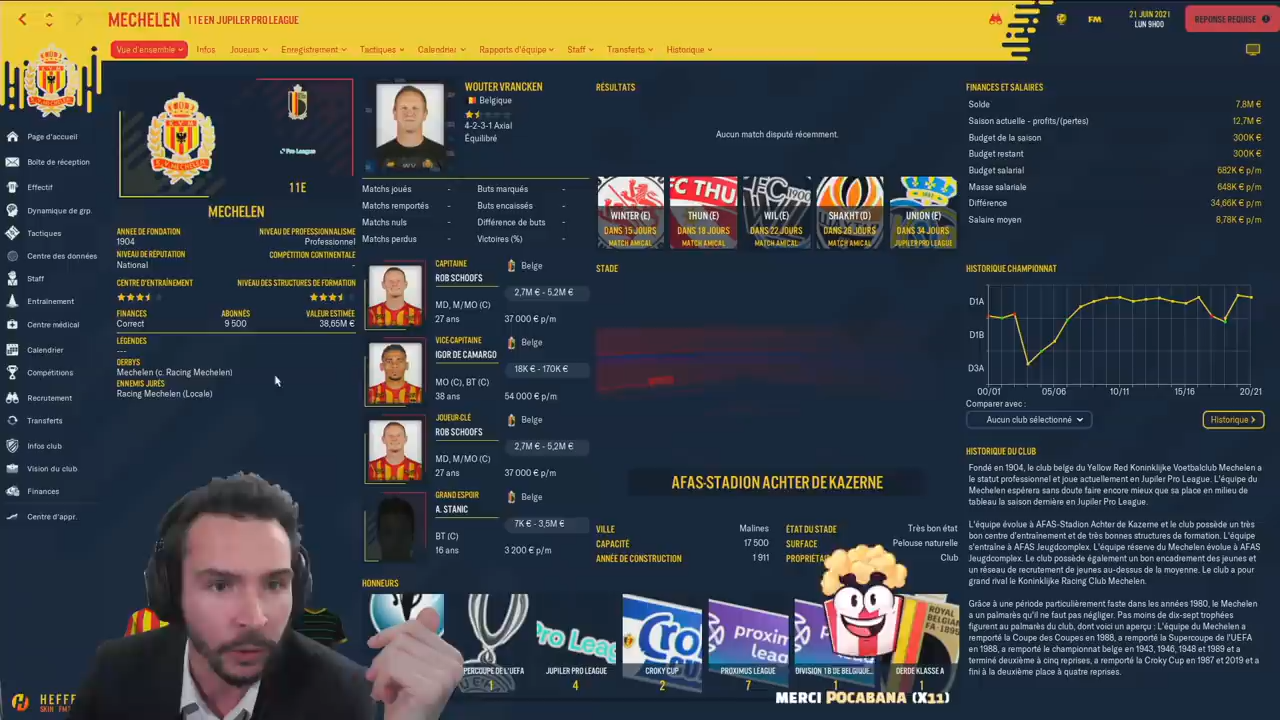 MECHELEN 11E EN JUPILER PRO LEAGUE
FM
21 JUIN 2021
LUN 9H00
RÉPONSE REQUISE
Vue d'ensemble Infos Joueurs Enregistrement Tactiques Calendrier Rapports d'équipe Staff Transferts Historique
Page d'accueil
Boîte de réception
Effectif
Dynamique de grp.
Tactiques
Centre des données
Staff
Entraînement
Centre médical
Calendrier
Compétitions
Recrutement
Transferts
Infos club
Vision du club
Finances
Centre d'appr.
Pro League
11E
MECHELEN
ANNÉE DE FONDATION
1904
NIVEAU DE PROFESSIONNALISME
Professionnel
NIVEAU DE RÉPUTATION
National
COMPÉTITION CONTINENTALE
-
CENTRE D'ENTRAÎNEMENT
NIVEAU DES STRUCTURES DE FORMATION
FINANCES
Correct
ABONNÉS
9 500
VALEUR ESTIMÉE
38,65M €
LÉGENDES
---
DERBYS
Mechelen (c. Racing Mechelen)
ENNEMIS JURÉS
Racing Mechelen (Locale)
WOUTER VRANCKEN
Belgique
4-2-3-1 Axial
Équilibré
Matchs joués - Buts marqués -
Matchs remportés - Buts encaissés -
Matchs nuls - Différence de buts -
Matchs perdus - Victoires (%) -
CAPITAINE
ROB SCHOOFS
Belge
2,7M € - 5,2M €
MD, M/MO (C)
27 ans 37 000 € p/m
VICE-CAPITAINE
IGOR DE CAMARGO
Belge
18K € - 170K €
MO (C), BT (C)
38 ans 54 000 € p/m
JOUEUR-CLÉ
ROB SCHOOFS
Belge
2,7M € - 5,2M €
MD, M/MO (C)
27 ans 37 000 € p/m
GRAND ESPOIR
A. STANIC
Belge
7K € - 3,5M €
BT (C)
16 ans 3 200 € p/m
HONNEURS
PERCOUPE DE L'UEFA
1
JUPILER PRO LEAGUE
4
CROKY CUP
2
PROXIMUS LEAGUE
7
DIVISION 1B DE BELGIQUE...
1
DERDE KLASSE A
1
RÉSULTATS
Aucun match disputé récemment.
WINTER (E)
DANS 15 JOURS
MATCH AMICAL
THUN (E)
DANS 18 JOURS
MATCH AMICAL
WIL (E)
DANS 22 JOURS
MATCH AMICAL
SHAKHT (D)
DANS 26 JOURS
MATCH AMICAL
UNION (E)
DANS 34 JOURS
JUPILER PRO LEAGUE
STADE
AFAS-STADION ACHTER DE KAZERNE
VILLE Malines
CAPACITÉ 17 500
ANNÉE DE CONSTRUCTION 1 911
ÉTAT DU STADE Très bon état
SURFACE Pelouse naturelle
Club
FINANCES ET SALAIRES
Solde 7,8M €
Saison actuelle - profits/(pertes) 12,7M €
Budget de la saison 300K €
Budget restant 300K €
Budget salarial 682K € p/m
Masse salariale 648K € p/m
Différence 34,66K € p/m
Salaire moyen 8,78K € p/m
HISTORIQUE CHAMPIONNAT
D1A
D1B
D3A
00/01 05/06 10/11 15/16 20/21
Comparer avec :
Aucun club sélectionné
Historique >
HISTORIQUE DU CLUB
Fondé en 1904, le club belge du Yellow Red Koninklijke Voetbalclub Mechelen a
le statut professionnel et joue actuellement en Jupiler Pro League. L'équipe du
Mechelen espérera sans doute faire encore mieux que sa place en milieu de
tableau la saison dernière en Jupiler Pro League.
L'équipe évolue à AFAS-Stadion Achter de Kazerne et le club possède un très
bon centre d'entraînement et de très bonnes structures de formation. L'équipe
s'entraîne à AFAS Jeugdcomplex. L'équipe réserve du Mechelen évolue à AFAS
Jeugdcomplex. Le club possède également un bon encadrement des jeunes et
un réseau de recrutement de jeunes au-dessus de la moyenne. Le club a pour
grand rival le Koninklijke Racing Club Mechelen.
Grâce à une période particulièrement faste dans les années 1980, le Mechelen
a un palmarès qu'il ne faut pas négliger. Pas moins de dix-sept trophées
figurent au palmarès du club, dont voici un aperçu : L'équipe du Mechelen a
remporté la Coupe des Coupes en 1988, a remporté la Supercoupe de l'UEFA
en 1988, a remporté le championnat belge en 1943, 1946, 1948 et 1989 et a
terminé deuxième à cinq reprises, a remporté la Croky Cup en 1987 et 2019 et a
fini à la deuxième place à quatre reprises.
MERCI POCABANA (X11)